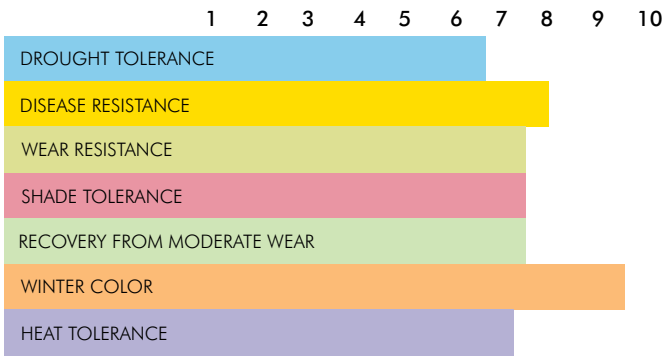 1 2 3 4 5 6 7 8 9 10
DROUGHT TOLERANCE
DISEASE RESISTANCE
WEAR RESISTANCE
SHADE TOLERANCE
RECOVERY FROM MODERATE WEAR
WINTER COLOR
HEAT TOLERANCE